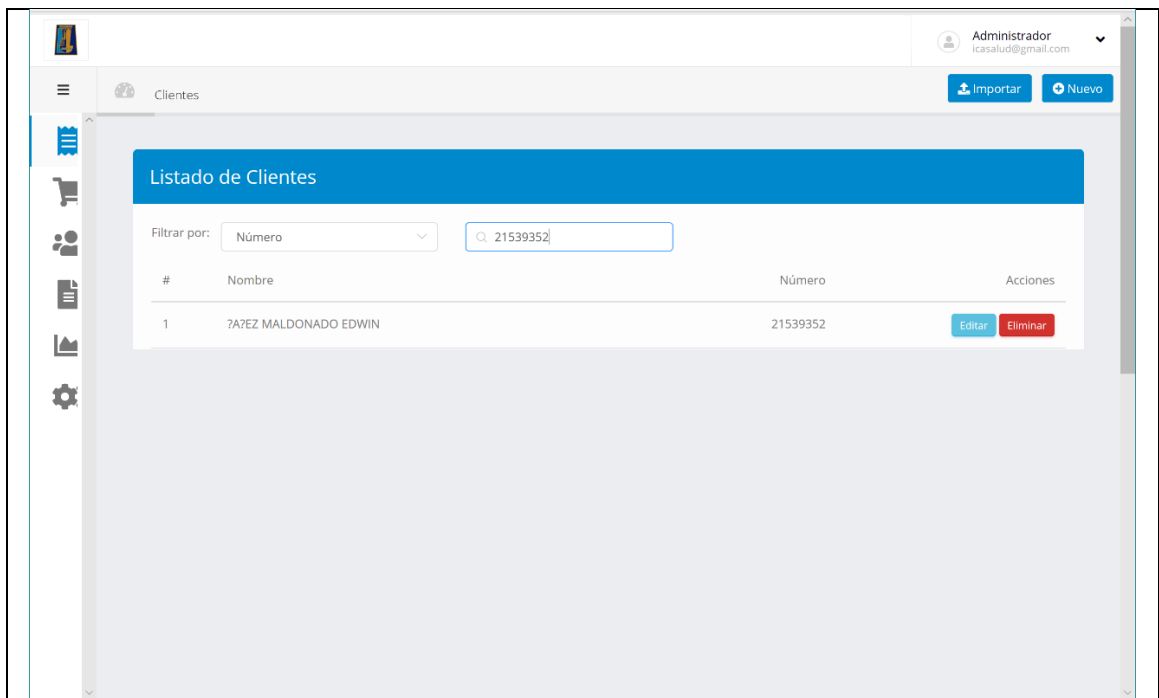 Administrador
icasalud@gmail.com
Clientes
Importar
Nuevo
Listado de Clientes
Filtrar por:
Número
21539352
# Nombre Número Acciones
1 ?A?EZ MALDONADO EDWIN 21539352 Editar Eliminar